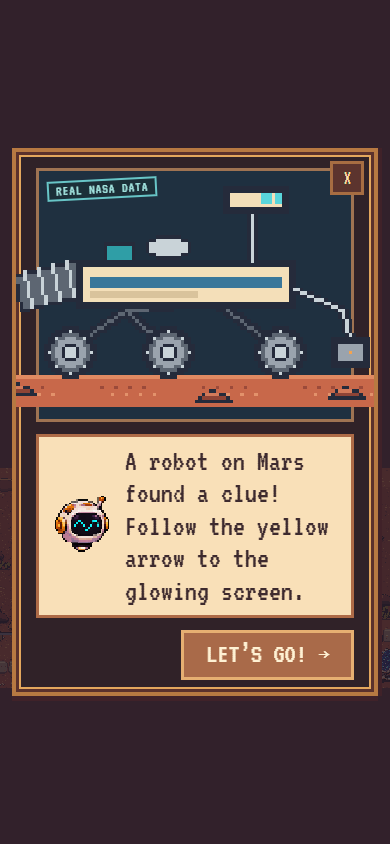 REAL NASA DATA
X
A robot on Mars
found a clue!
Follow the yellow
arrow to the
glowing screen.
LET'S GO! →